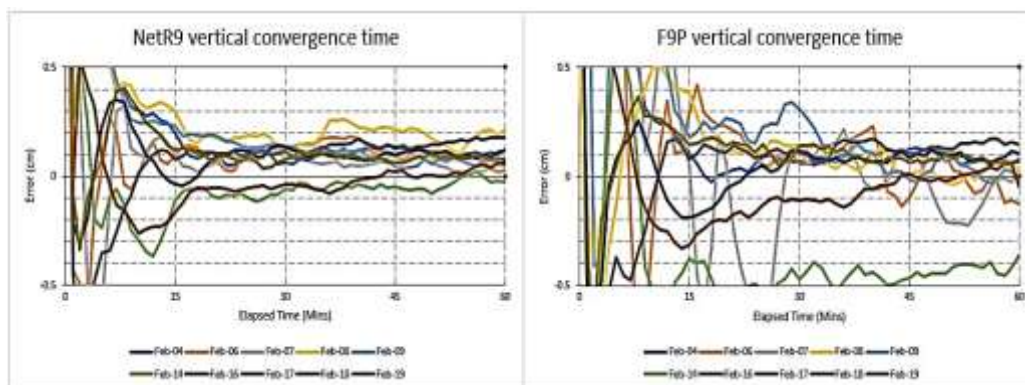 NetR9 vertical convergence time
0.5
0
-0.5
Error (cm)
0 15 30 45 60
Elapsed Time (Mins)
Feb-04 Feb-06 Feb-07 Feb-08 Feb-09
Feb-14 Feb-16 Feb-17 Feb-18 Feb-19
F9P vertical convergence time
0.5
0
-0.5
Error (cm)
0 15 30 45 60
Elapsed Time (Mins)
Feb-04 Feb-06 Feb-07 Feb-08 Feb-09
Feb-14 Feb-16 Feb-17 Feb-18 Feb-19